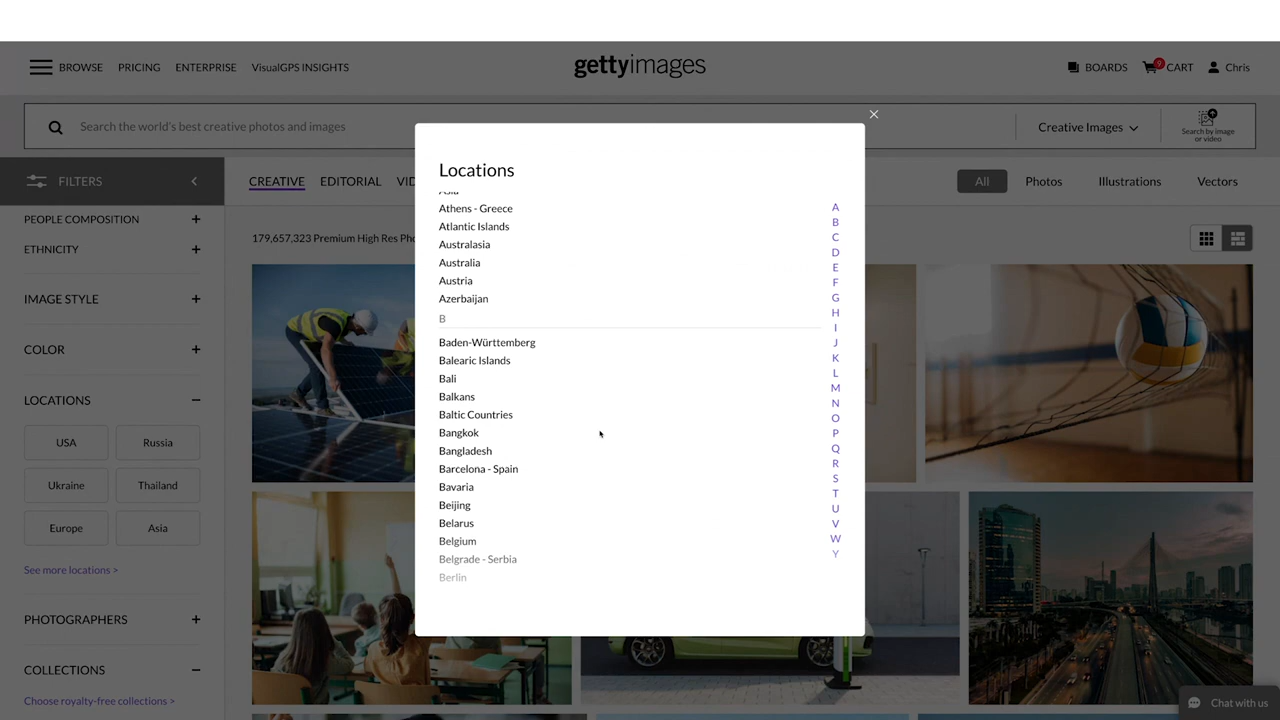 BROWSE PRICING ENTERPRISE VisualGPS INSIGHTS gettyimages BOARDS 9 CART Chris
Search the world's best creative photos and images Creative Images Search by image or video
FILTERS CREATIVE EDITORIAL VID All Photos Illustrations Vectors
PEOPLE COMPOSITION +
ETHNICITY +
IMAGE STYLE +
COLOR +
LOCATIONS −
USA Russia
Ukraine Thailand
Europe Asia
See more locations >
PHOTOGRAPHERS +
COLLECTIONS −
Choose royalty-free collections >
179,657,323 Premium High Res Pho
Locations
Asia
Athens - Greece
Atlantic Islands
Australasia
Australia
Austria
Azerbaijan
B
Baden-Württemberg
Balearic Islands
Bali
Balkans
Baltic Countries
Bangkok
Bangladesh
Barcelona - Spain
Bavaria
Beijing
Belarus
Belgium
Belgrade - Serbia
Berlin
A
B
C
D
E
F
G
H
I
J
K
L
M
N
O
P
Q
R
S
T
U
V
W
Y
Chat with us